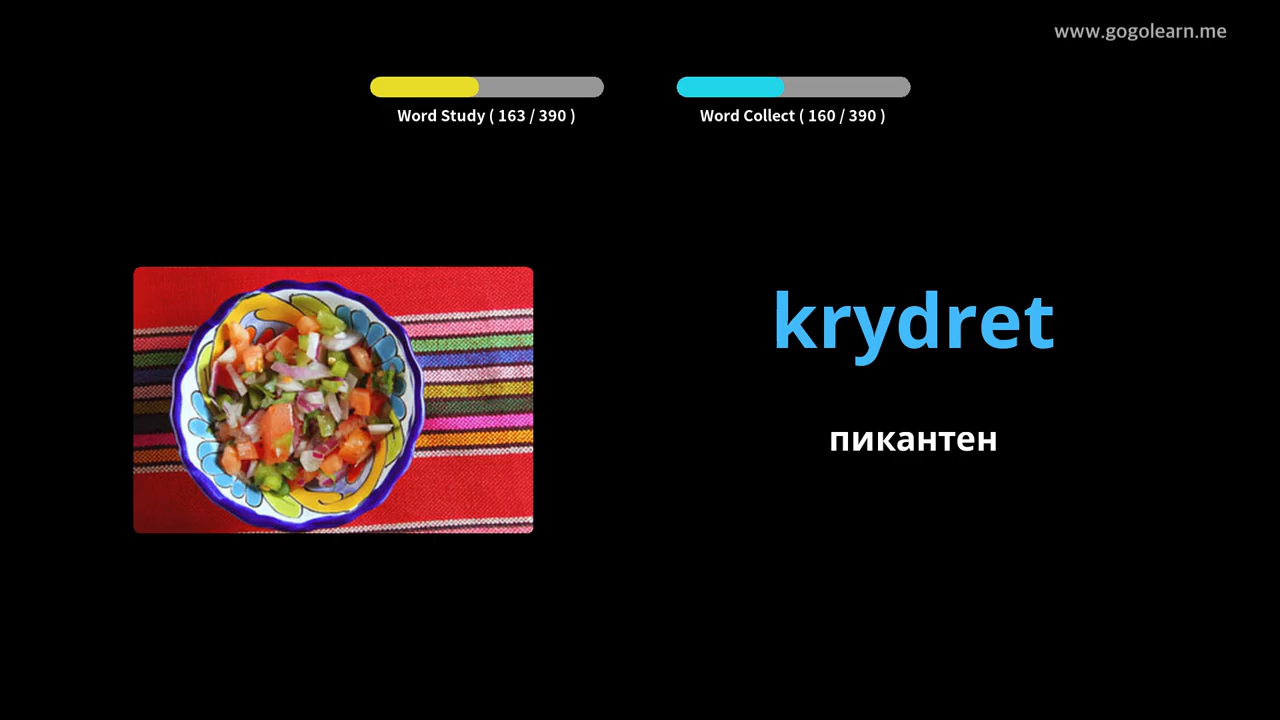 www.gogolearn.me
Word Study ( 163 / 390 )
Word Collect ( 160 / 390 )
krydret
пикантен